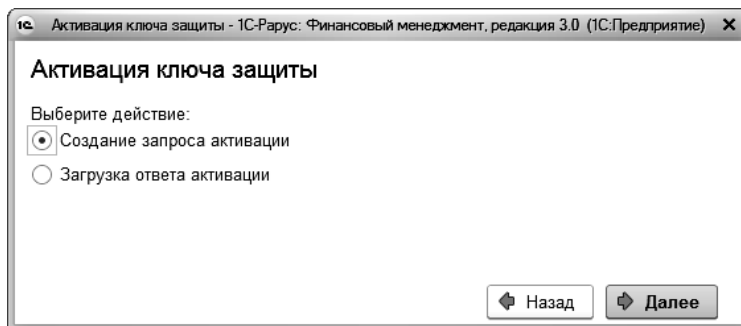 1С Активация ключа защиты - 1С-Рарус: Финансовый менеджмент, редакция 3.0 (1С:Предприятие)
Активация ключа защиты
Выберите действие:
Создание запроса активации
Загрузка ответа активации
Назад Далее